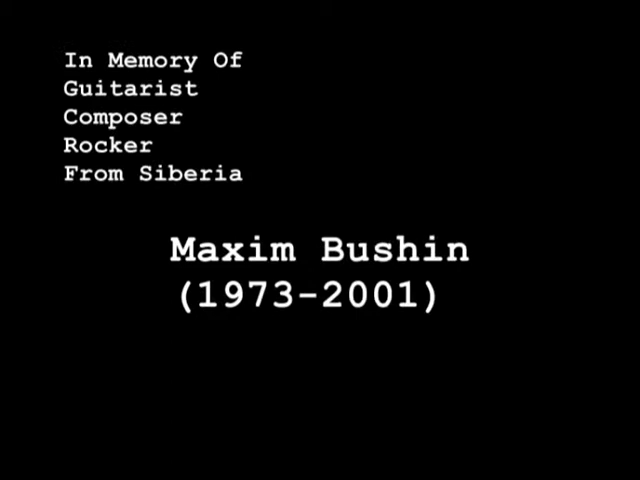 In Memory Of
Guitarist
Composer
Rocker
From Siberia
Maxim Bushin
(1973-2001)